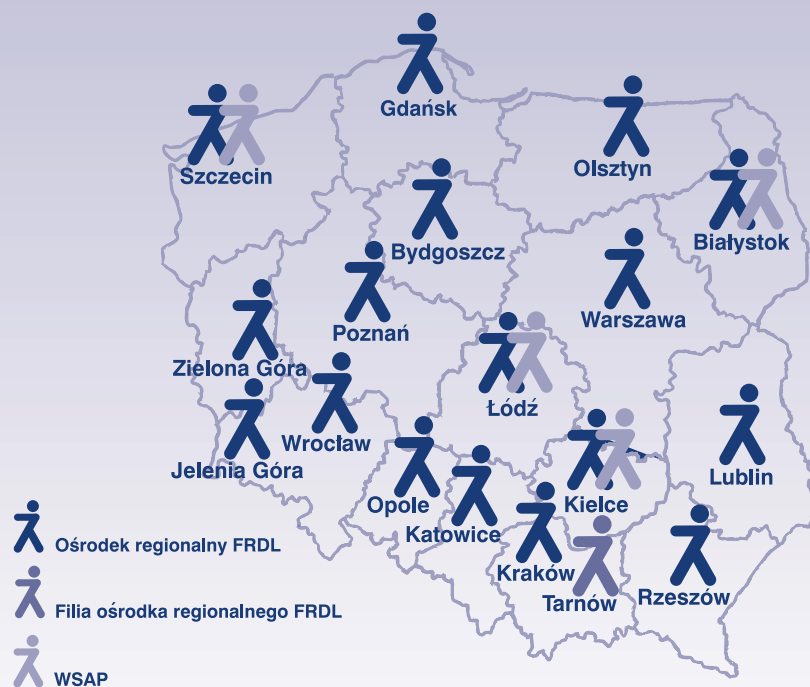 Gdańsk
Szczecin
Olsztyn
Białystok
Bydgoszcz
Warszawa
Poznań
Zielona Góra
Łódź
Wrocław
Jelenia Góra
Lublin
Opole
Kielce
Katowice
Kraków
Tarnów
Rzeszów
Ośrodek regionalny FRDL
Filia ośrodka regionalnego FRDL
WSAP